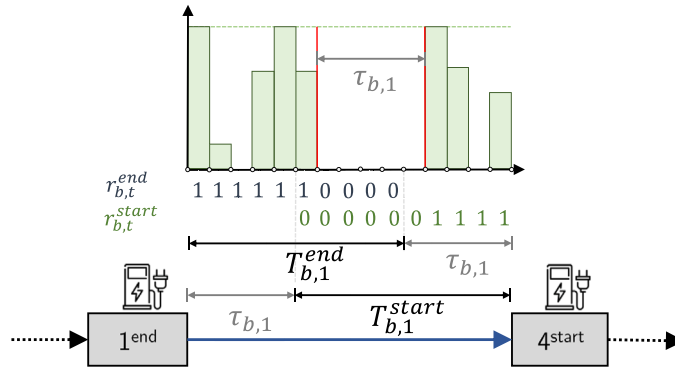 τ_{b,1}
r_{b,t}^{end} 1 1 1 1 1 1 0 0 0 0
r_{b,t}^{start} 0 0 0 0 0 0 1 1 1 1
T_{b,1}^{end} τ_{b,1}
τ_{b,1} T_{b,1}^{start}
1^{end} 4^{start}